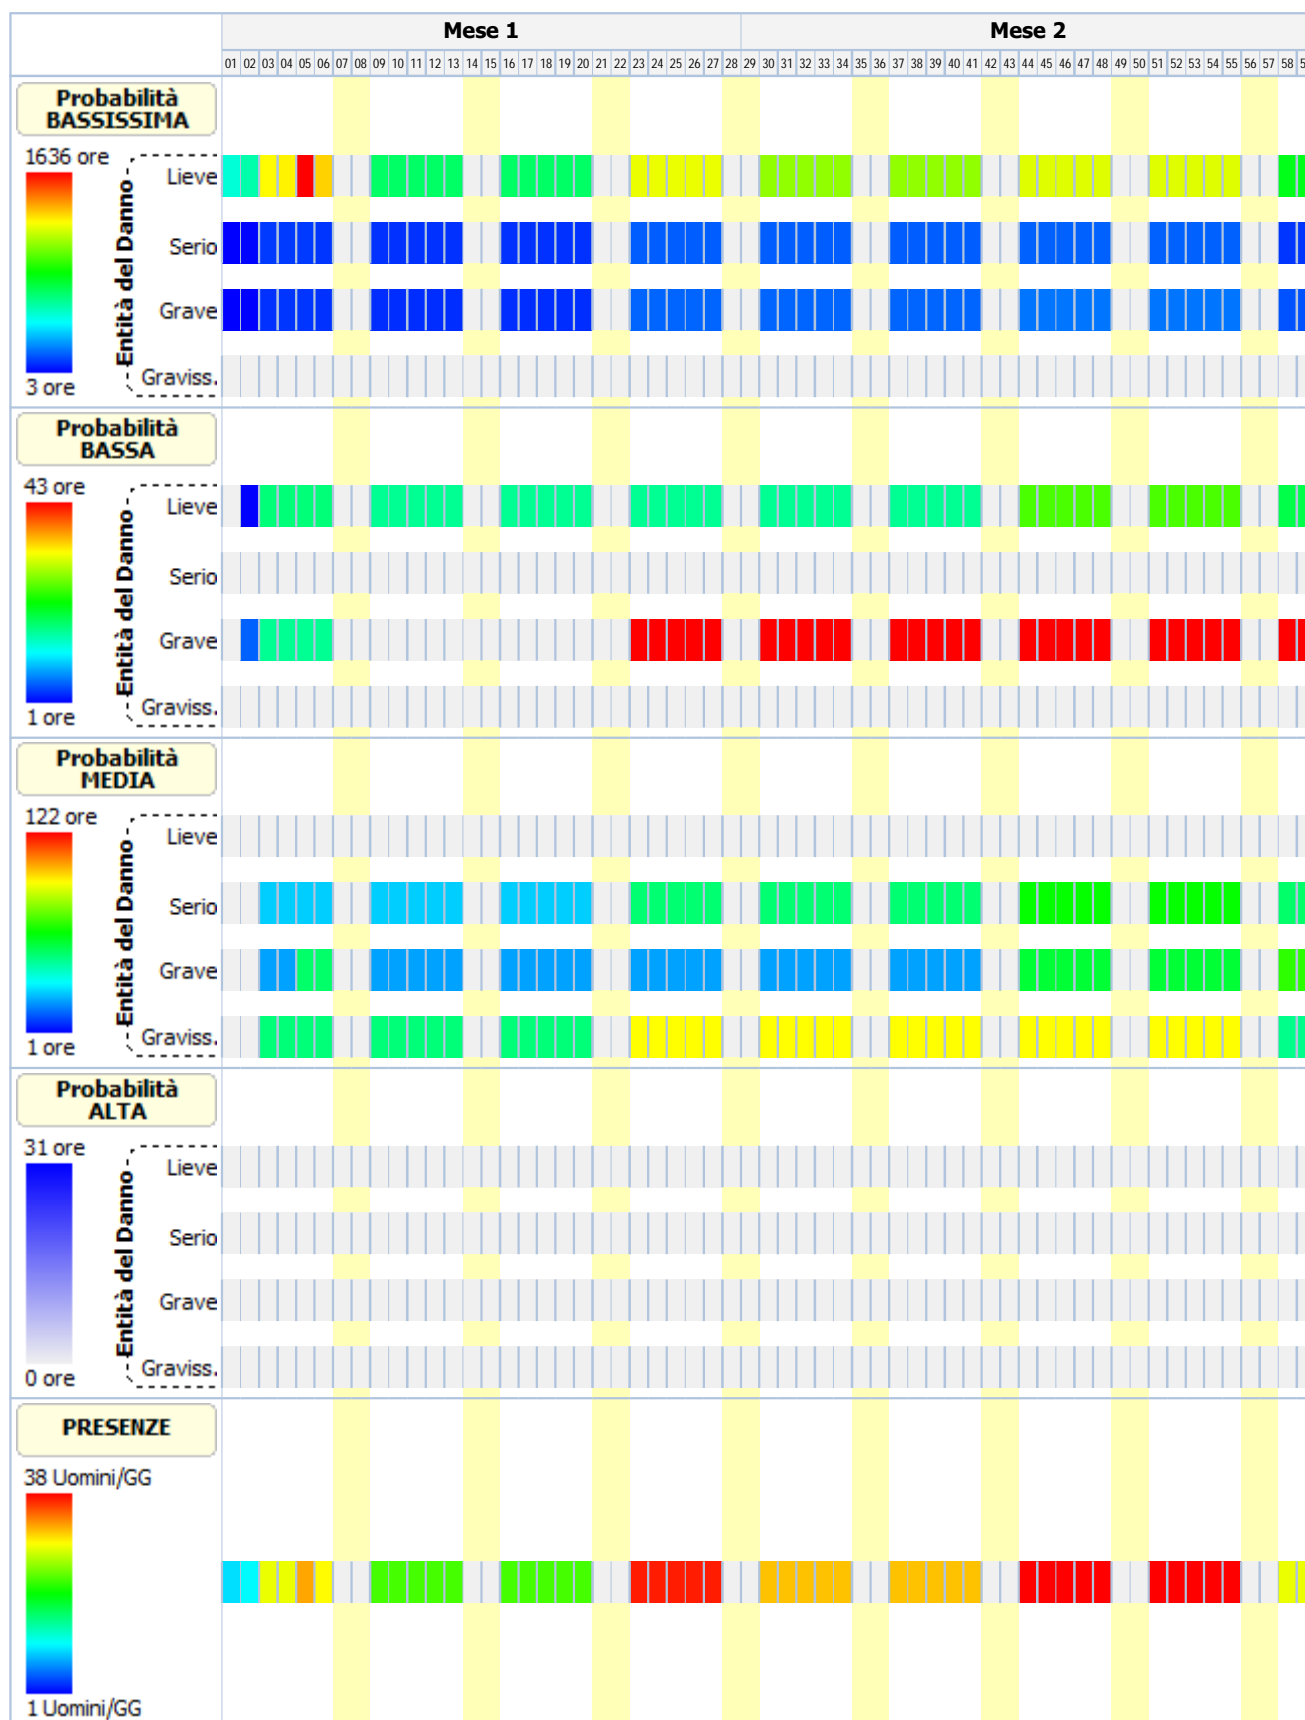 Mese 1 Mese 2
01 02 03 04 05 06 07 08 09 10 11 12 13 14 15 16 17 18 19 20 21 22 23 24 25 26 27 28 29 30 31 32 33 34 35 36 37 38 39 40 41 42 43 44 45 46 47 48 49 50 51 52 53 54 55 56 57 58 5
Probabilità
BASSISSIMA
1636 ore
Entità del Danno
Lieve
Serio
Grave
Graviss.
3 ore
Probabilità
BASSA
43 ore
Entità del Danno
Lieve
Serio
Grave
Graviss.
1 ore
Probabilità
MEDIA
122 ore
Entità del Danno
Lieve
Serio
Grave
Graviss.
1 ore
Probabilità
ALTA
31 ore
Entità del Danno
Lieve
Serio
Grave
Graviss.
0 ore
PRESENZE
38 Uomini/GG
1 Uomini/GG